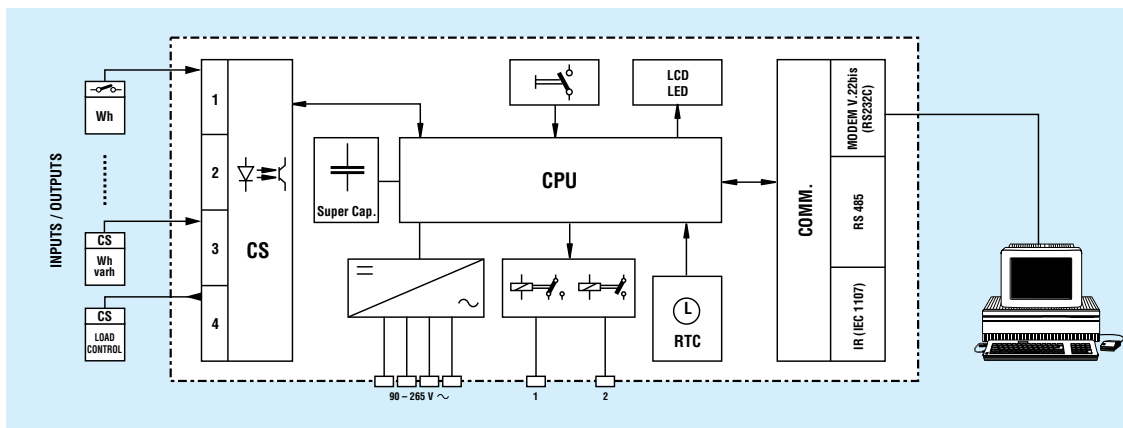 INPUTS / OUTPUTS
Wh
CS
Wh
varh
CS
LOAD
CONTROL
1
2
3
4
CS
Super Cap.
LCD
LED
CPU
RTC
COMM.
MODEM V.22bis
(RS232C)
RS 485
IR (IEC 1107)
90 – 265 V ~
1
2